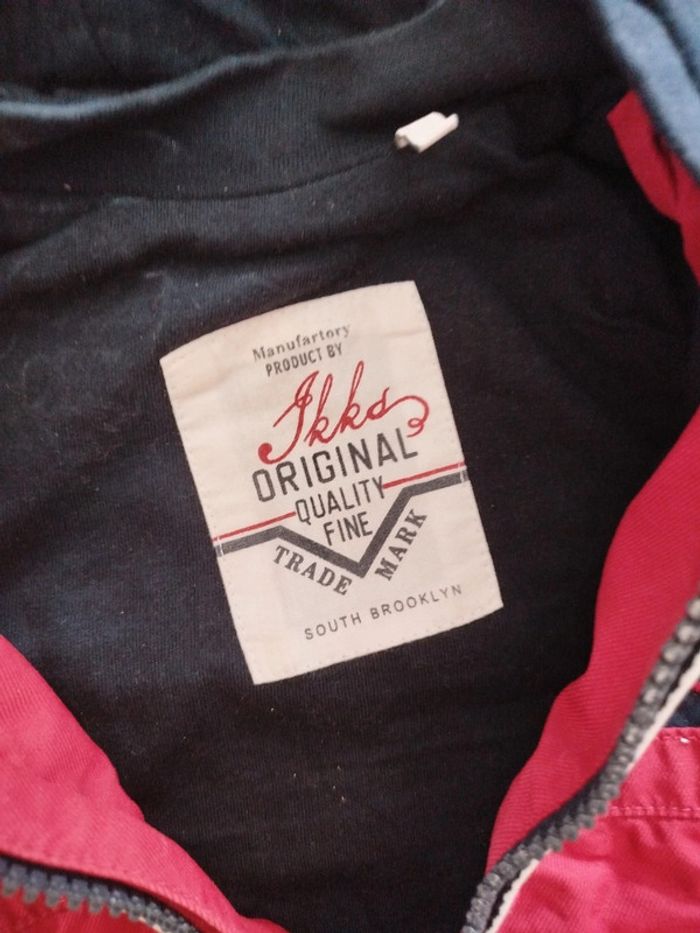 Manufartory
PRODUCT BY
Ikks
ORIGINAL
QUALITY
FINE
TRADE MARK
SOUTH BROOKLYN